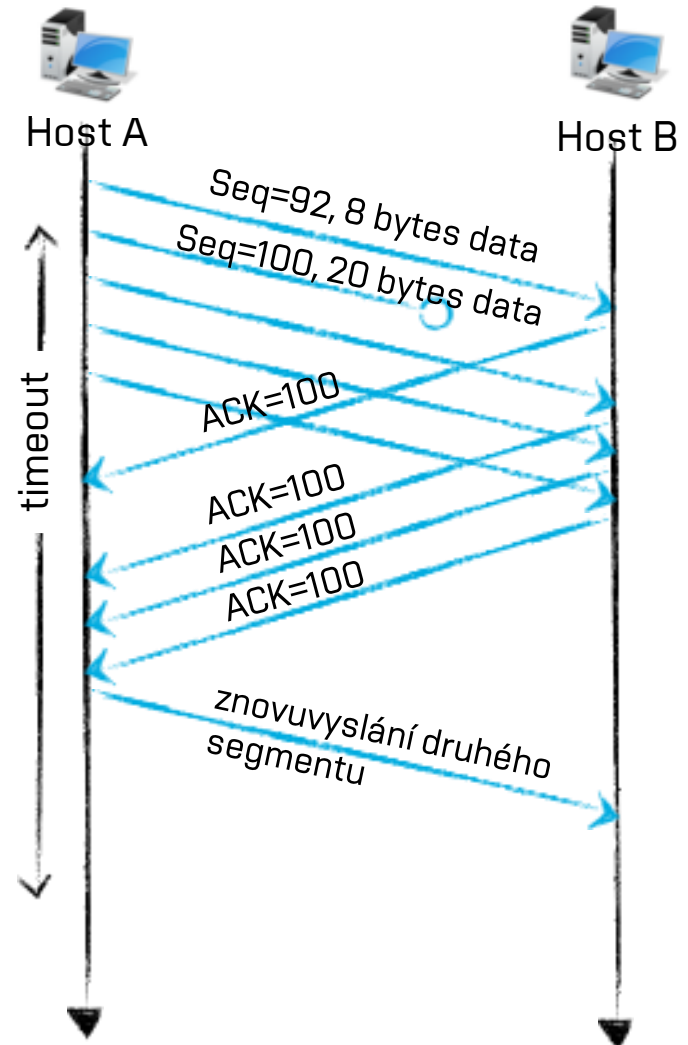 Host A
Host B
Seq=92, 8 bytes data
Seq=100, 20 bytes data
timeout
ACK=100
ACK=100
ACK=100
ACK=100
znovuvyslání druhého
segmentu